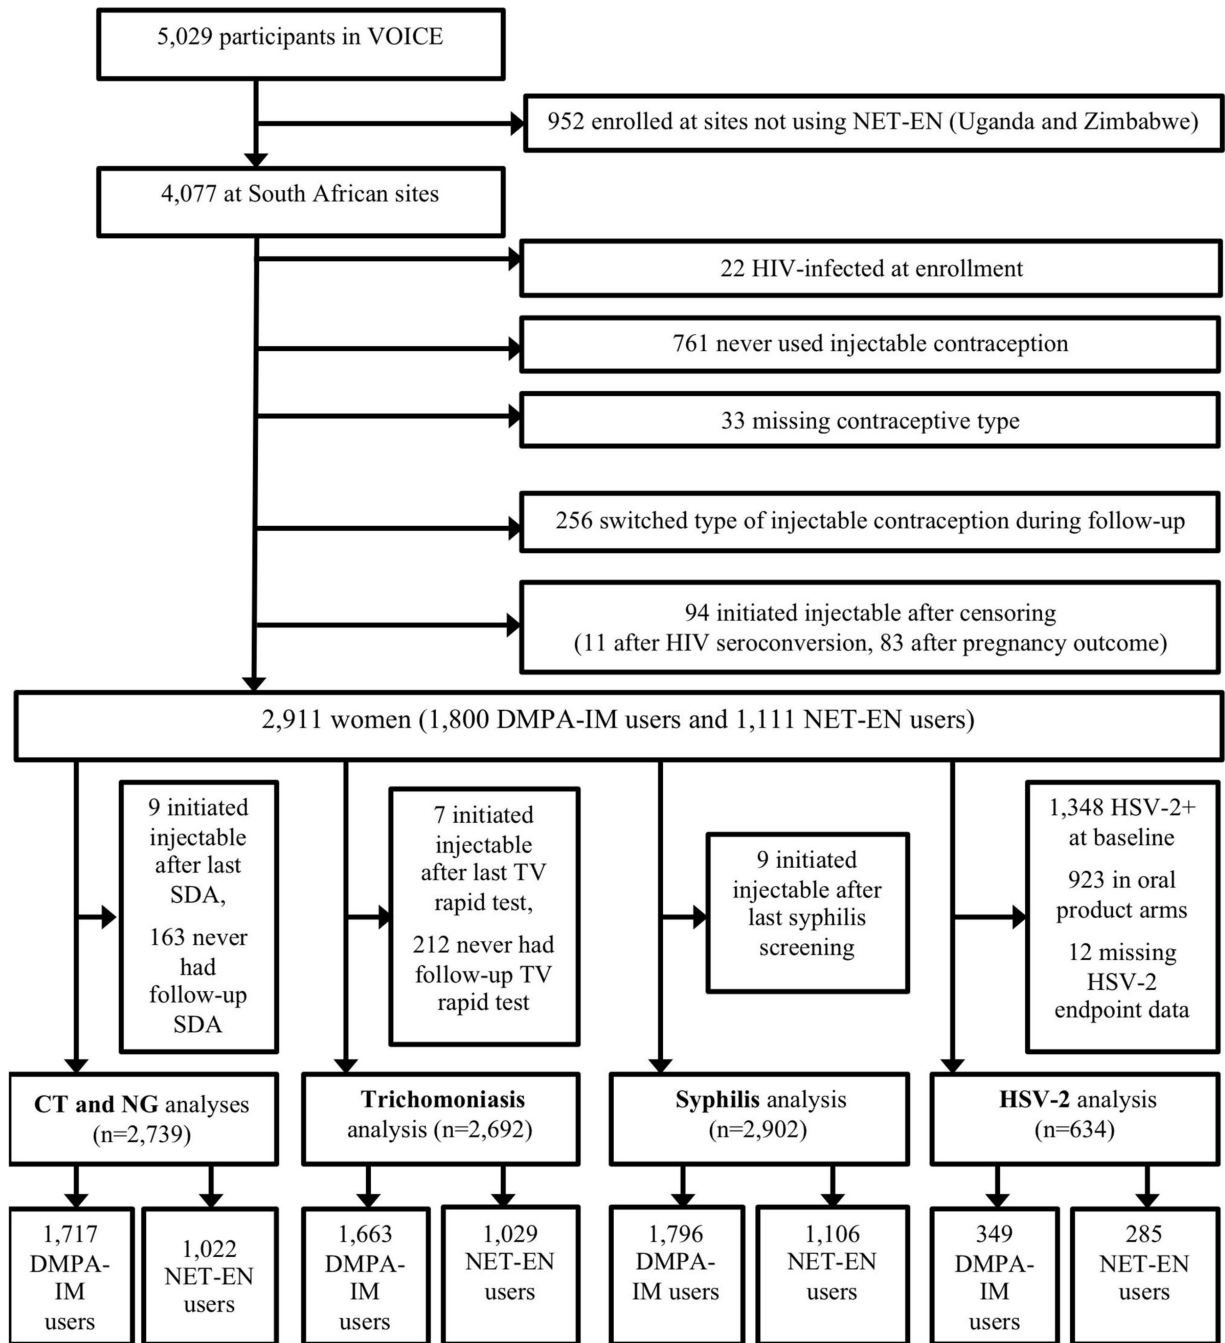 5,029 participants in VOICE
952 enrolled at sites not using NET-EN (Uganda and Zimbabwe)
4,077 at South African sites
22 HIV-infected at enrollment
761 never used injectable contraception
33 missing contraceptive type
256 switched type of injectable contraception during follow-up
94 initiated injectable after censoring
(11 after HIV seroconversion, 83 after pregnancy outcome)
2,911 women (1,800 DMPA-IM users and 1,111 NET-EN users)
9 initiated
injectable
after last
SDA,
163 never
had
follow-up
SDA
7 initiated
injectable
after last TV
rapid test,
212 never had
follow-up TV
rapid test
9 initiated
injectable after
last syphilis
screening
1,348 HSV-2+
at baseline
923 in oral
product arms
12 missing
HSV-2
endpoint data
CT and NG analyses
(n=2,739)
Trichomoniasis
analysis (n=2,692)
Syphilis analysis
(n=2,902)
HSV-2 analysis
(n=634)
1,717
DMPA-
IM
users
1,022
NET-EN
users
1,663
DMPA-
IM
users
1,029
NET-EN
users
1,796
DMPA-
IM users
1,106
NET-EN
users
349
DMPA-
IM
users
285
NET-EN
users